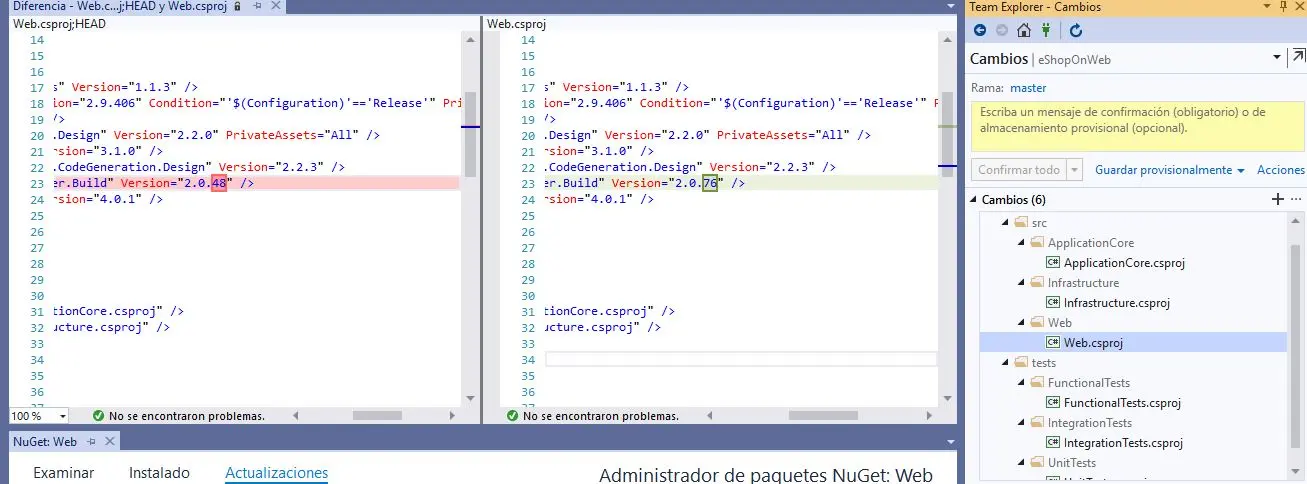 Diferencia - Web.c...j;HEAD y Web.csproj
Web.csproj;HEAD
14
15
16
17 s" Version="1.1.3" />
18 sion="2.9.406" Condition="'$(Configuration)'=='Release'" Pri
19 />
20 .Design" Version="2.2.0" PrivateAssets="All" />
21 ersion="3.1.0" />
22 .CodeGeneration.Design" Version="2.2.3" />
23 er.Build" Version="2.0.48" />
24 ersion="4.0.1" />
25
26
27
28
29
30
31 tionCore.csproj" />
32 ucture.csproj" />
33
34
35
36
100 %
No se encontraron problemas.
Web.csproj
14
15
16
17 s" Version="1.1.3" />
18 sion="2.9.406" Condition="'$(Configuration)'=='Release'" P
19 />
20 .Design" Version="2.2.0" PrivateAssets="All" />
21 ersion="3.1.0" />
22 .CodeGeneration.Design" Version="2.2.3" />
23 er.Build" Version="2.0.76" />
24 ersion="4.0.1" />
25
26
27
28
29
30
31 tionCore.csproj" />
32 ucture.csproj" />
33
34
35
36
No se encontraron problemas.
NuGet: Web
Examinar Instalado Actualizaciones
Administrador de paquetes NuGet: Web
Team Explorer - Cambios
Cambios | eShopOnWeb
Rama: master
Escriba un mensaje de confirmación (obligatorio) o de
almacenamiento provisional (opcional).
Confirmar todo Guardar provisionalmente Acciones
Cambios (6)
src
ApplicationCore
C# ApplicationCore.csproj
Infrastructure
C# Infrastructure.csproj
Web
C# Web.csproj
tests
FunctionalTests
C# FunctionalTests.csproj
IntegrationTests
C# IntegrationTests.csproj
UnitTests